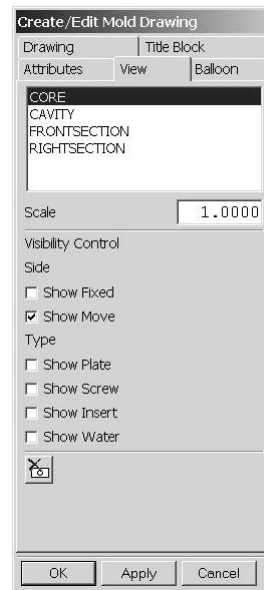 Create/Edit Mold Drawing
Drawing Title Block
Attributes View Balloon
CORE
CAVITY
FRONTSECTION
RIGHTSECTION
Scale 1.0000
Visibility Control
Side
Show Fixed
Show Move
Type
Show Plate
Show Screw
Show Insert
Show Water
OK Apply Cancel